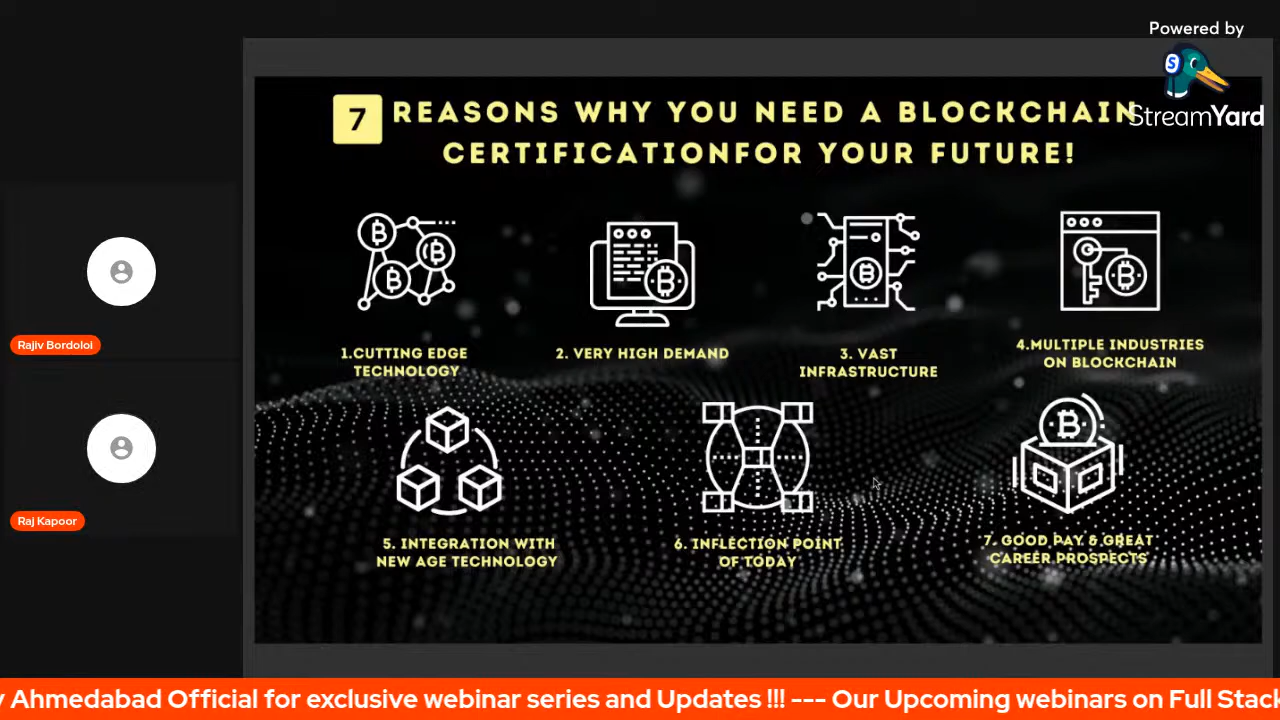 Powered by
StreamYard
7 REASONS WHY YOU NEED A BLOCKCHAIN
CERTIFICATIONFOR YOUR FUTURE!
1.CUTTING EDGE
TECHNOLOGY
2. VERY HIGH DEMAND
3. VAST
INFRASTRUCTURE
4.MULTIPLE INDUSTRIES
ON BLOCKCHAIN
5. INTEGRATION WITH
NEW AGE TECHNOLOGY
6. INFLECTION POINT
OF TODAY
7. GOOD PAY & GREAT
CAREER PROSPECTS
Rajiv Bordoloi
Raj Kapoor
y Ahmedabad Official for exclusive webinar series and Updates !!! --- Our Upcoming webinars on Full Stack